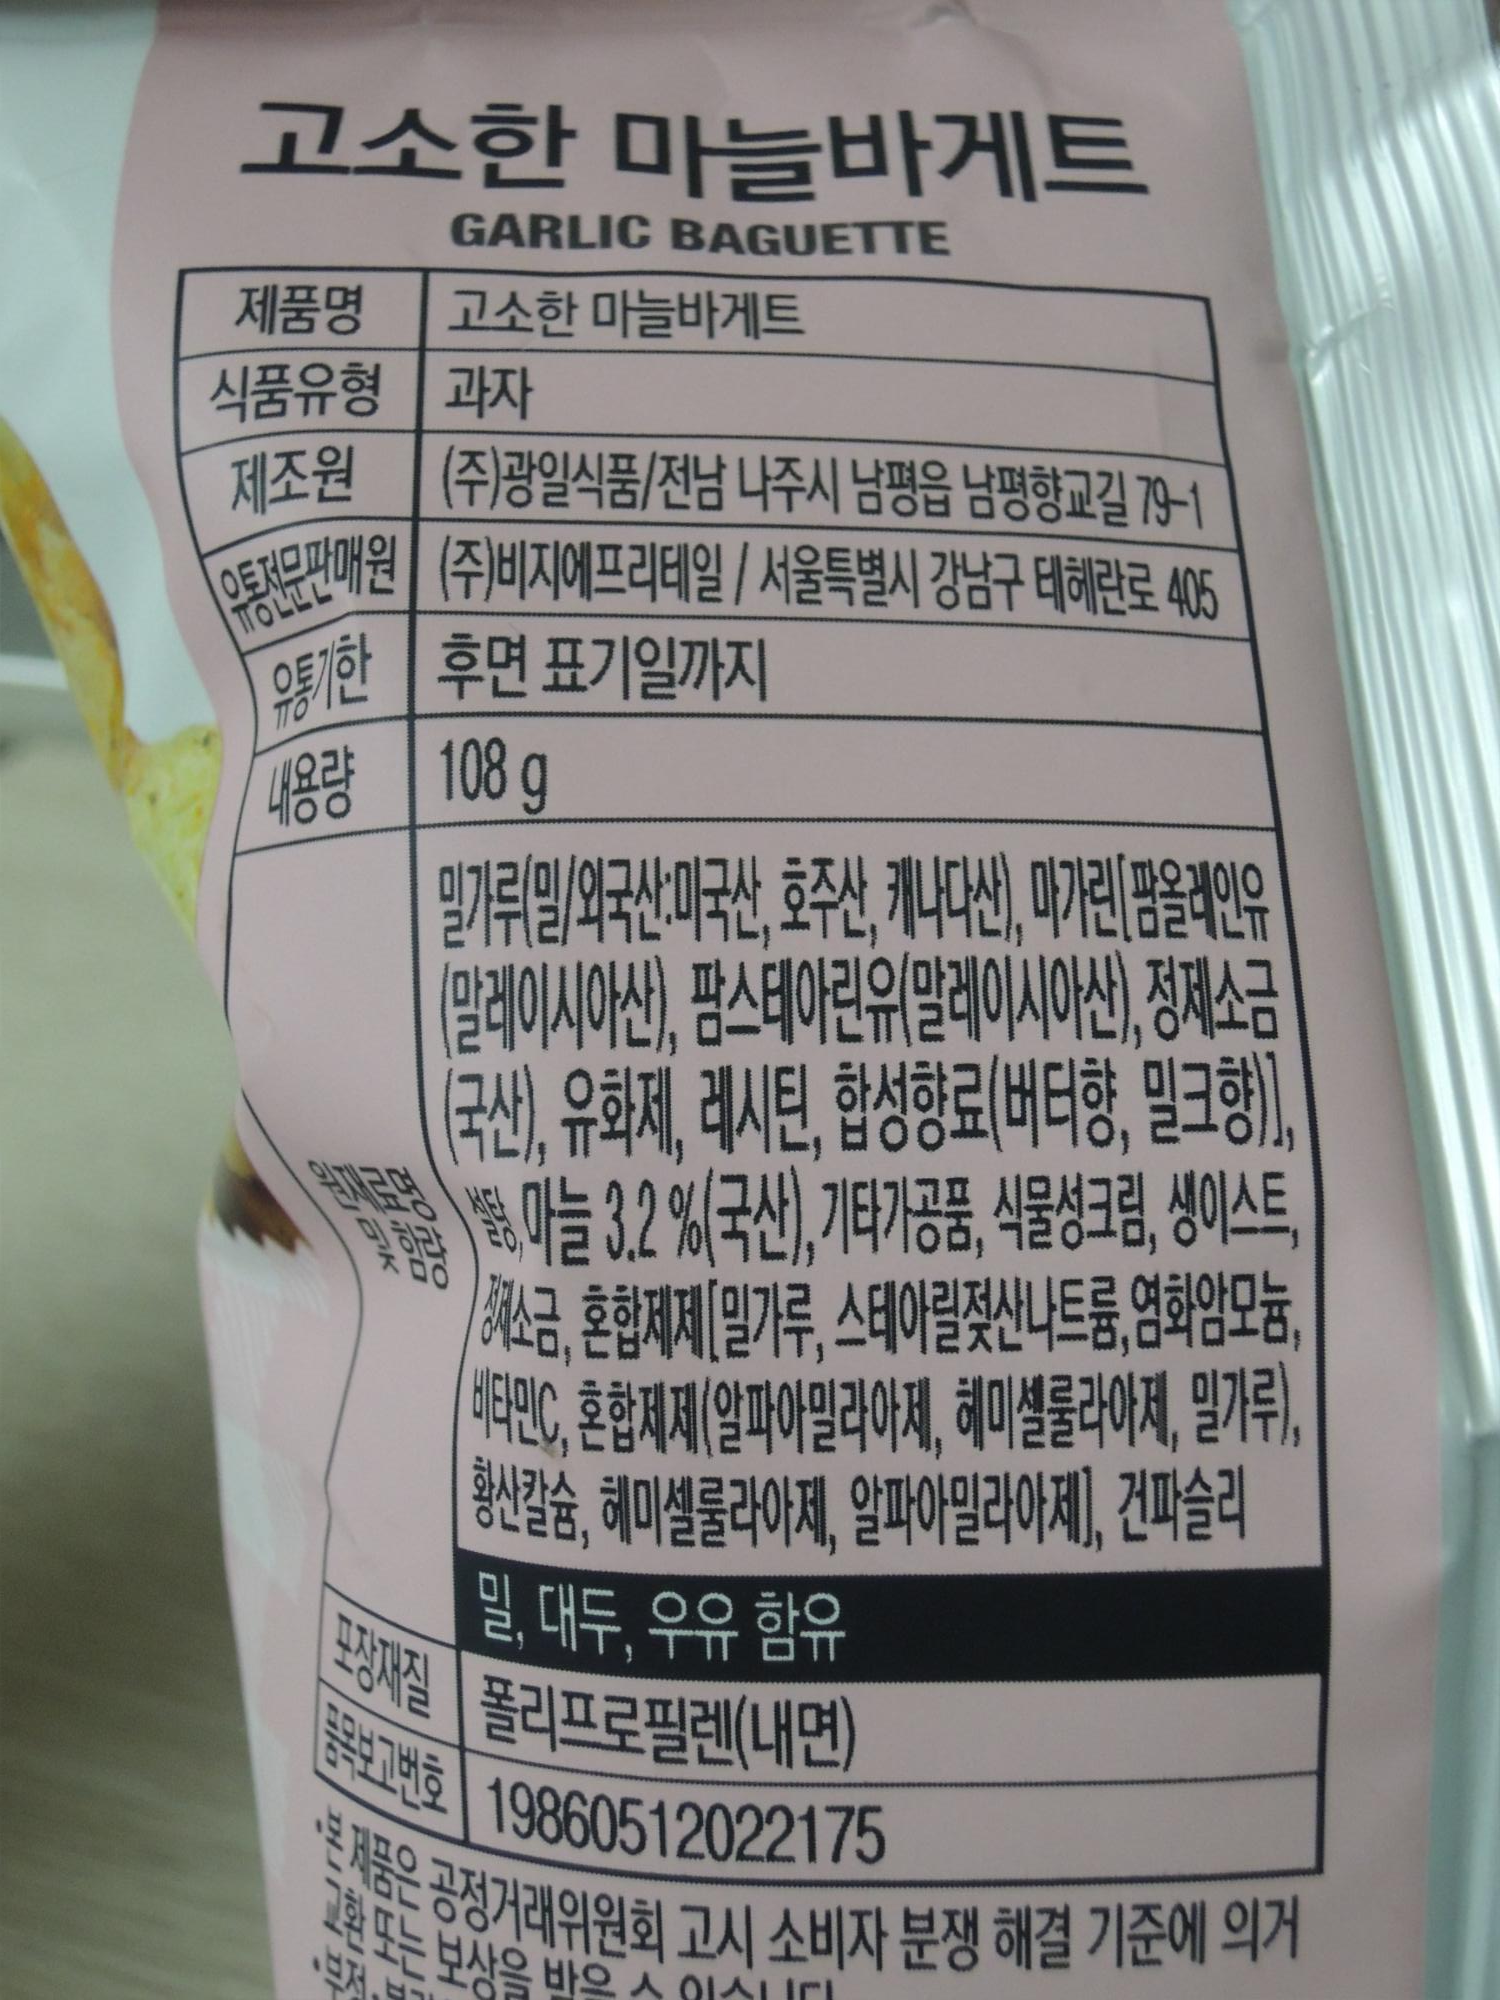 고소한 마늘바게트
GARLIC BAGUETTE
제품명 고소한 마늘바게트
식품유형 과자
제조원 (주)광일식품/전남 나주시 남평읍 남평향교길 79-1
유통전문판매원 (주)비지에프리테일 / 서울특별시 강남구 테헤란로 405
유통기한 후면 표기일까지
내용량 108 g
원재료명 및 함량
밀가루(밀/외국산:미국산, 호주산, 캐나다산), 마가린[팜올레인유
(말레이시아산), 팜스테아린유(말레이시아산), 정제소금
(국산), 유화제, 레시틴, 합성향료(버터향, 밀크향)],
설탕, 마늘 3.2 %(국산), 기타가공품, 식물성크림, 생이스트,
정제소금, 혼합제제[밀가루, 스테아릴젖산나트륨, 염화암모늄,
비타민C, 혼합제제(알파아밀라아제, 헤미셀룰라아제, 밀가루),
황산칼슘, 헤미셀룰라아제, 알파아밀라아제], 건파슬리
밀, 대두, 우유 함유
포장재질 폴리프로필렌(내면)
품목보고번호 19860512022175
·본 제품은 공정거래위원회 고시 소비자 분쟁 해결 기준에 의거
교환 또는 보상을 받을 수 있습니다